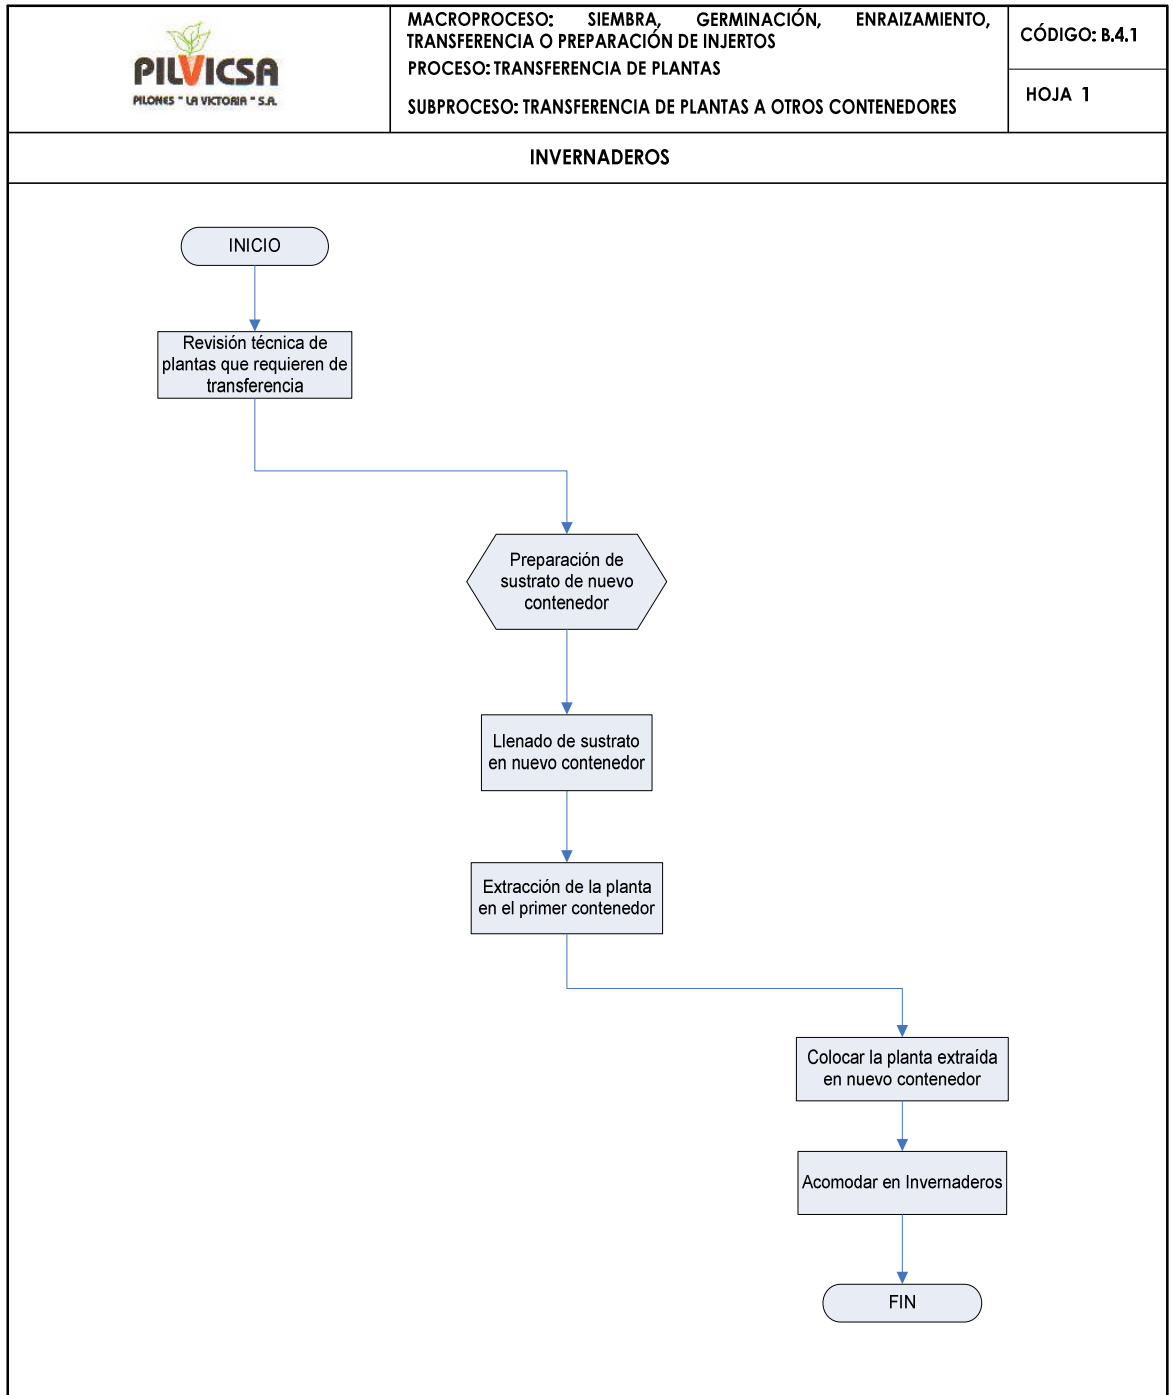 PILVICSA
PILONES " LA VICTORIA " S.A.
MACROPROCESO: SIEMBRA, GERMINACIÓN, ENRAIZAMIENTO,
TRANSFERENCIA O PREPARACIÓN DE INJERTOS
PROCESO: TRANSFERENCIA DE PLANTAS
SUBPROCESO: TRANSFERENCIA DE PLANTAS A OTROS CONTENEDORES
CÓDIGO: B.4.1
HOJA 1
INVERNADEROS
INICIO
Revisión técnica de
plantas que requieren de
transferencia
Preparación de
sustrato de nuevo
contenedor
Llenado de sustrato
en nuevo contenedor
Extracción de la planta
en el primer contenedor
Colocar la planta extraída
en nuevo contenedor
Acomodar en Invernaderos
FIN